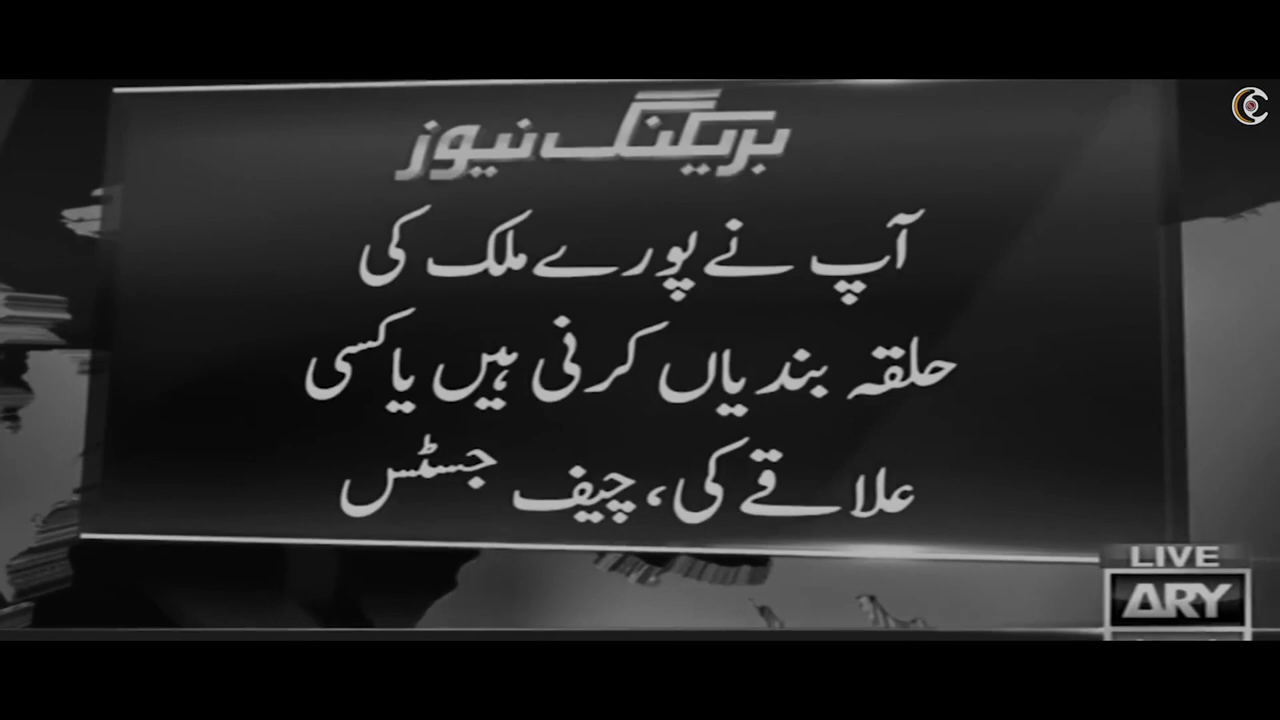 بریکنگ نیوز
آپ نے پورے ملک کی
حلقہ بندیاں کرنی ہیں یا کسی
علاقے کی، چیف جسٹس
LIVE
ARY